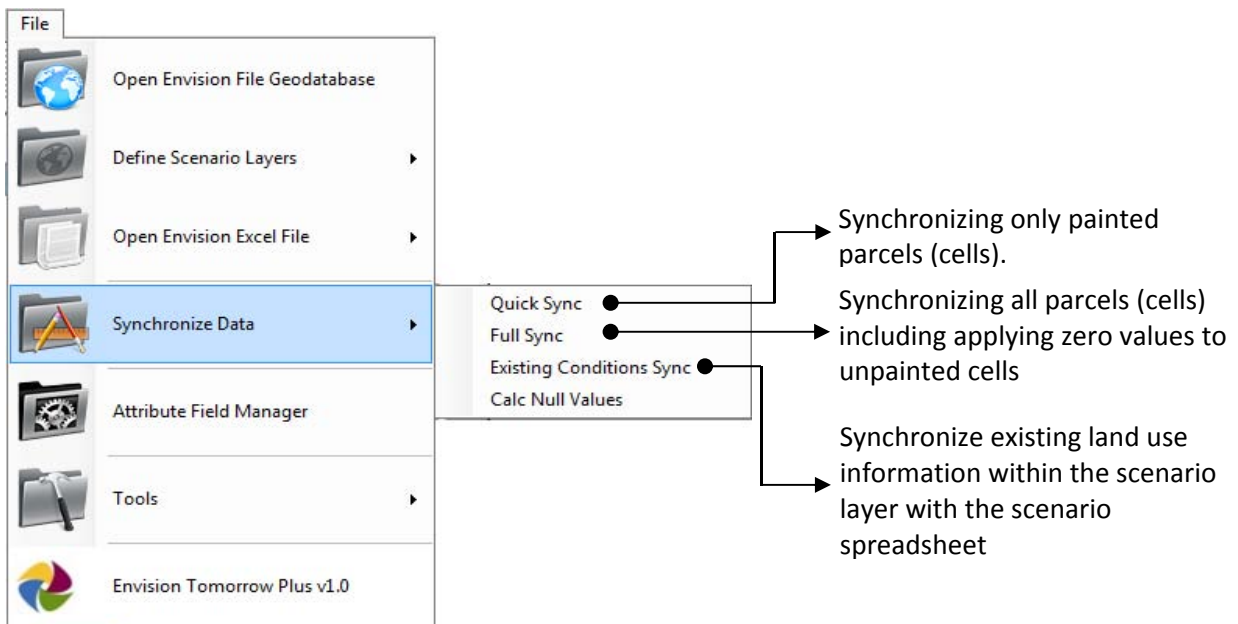 File
Open Envision File Geodatabase
Define Scenario Layers
Open Envision Excel File
Synchronize Data
Attribute Field Manager
Tools
Envision Tomorrow Plus v1.0
Quick Sync
Full Sync
Existing Conditions Sync
Calc Null Values
Synchronizing only painted
parcels (cells).
Synchronizing all parcels (cells)
including applying zero values to
unpainted cells
Synchronize existing land use
information within the scenario
layer with the scenario
spreadsheet